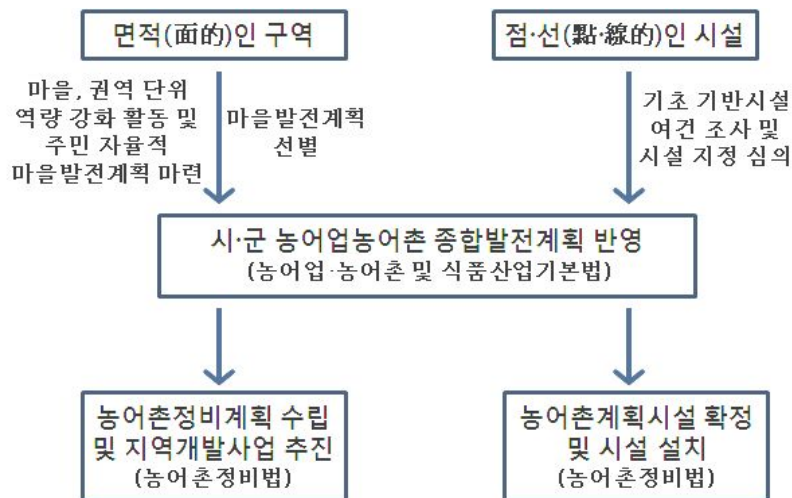 면적(面的)인 구역
점·선(點·線的)인 시설
마을, 권역 단위
역량 강화 활동 및
주민 자율적
마을발전계획 마련
마을발전계획
선별
기초 기반시설
여건 조사 및
시설 지정 심의
시·군 농어업농어촌 종합발전계획 반영
(농어업·농어촌 및 식품산업기본법)
농어촌정비계획 수립
및 지역개발사업 추진
(농어촌정비법)
농어촌계획시설 확정
및 시설 설치
(농어촌정비법)